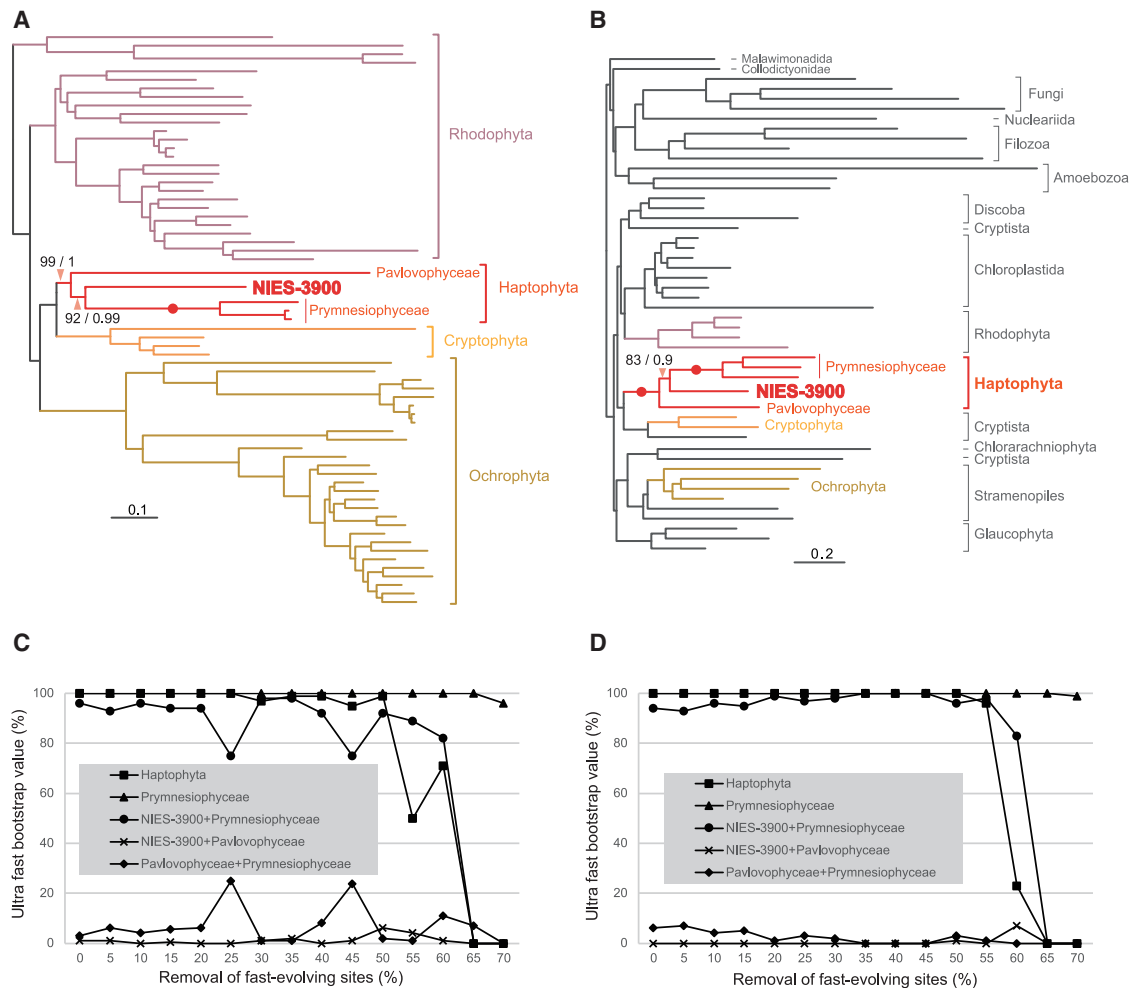 A
Rhodophyta
99 / 1
Pavlovophyceae
NIES-3900
Haptophyta
Prymnesiophyceae
92 / 0.99
Cryptophyta
Ochrophyta
0.1
B
Malawimonadida
Collodictyonidae
Fungi
Nucleariida
Filozoa
Amoebozoa
Discoba
Cryptista
Chloroplastida
Rhodophyta
83 / 0.9
Prymnesiophyceae
NIES-3900
Haptophyta
Pavlovophyceae
Cryptophyta
Cryptista
Chlorarachniophyta
Cryptista
Ochrophyta
Stramenopiles
Glaucophyta
0.2
C
Ultra fast bootstrap value (%)
100
80
60
40
20
0
Haptophyta
Prymnesiophyceae
NIES-3900+Prymnesiophyceae
NIES-3900+Pavlovophyceae
Pavlovophyceae+Prymnesiophyceae
0 5 10 15 20 25 30 35 40 45 50 55 60 65 70
Removal of fast-evolving sites (%)
D
Ultra fast bootstrap value (%)
100
80
60
40
20
0
Haptophyta
Prymnesiophyceae
NIES-3900+Prymnesiophyceae
NIES-3900+Pavlovophyceae
Pavlovophyceae+Prymnesiophyceae
0 5 10 15 20 25 30 35 40 45 50 55 60 65 70
Removal of fast-evolving sites (%)